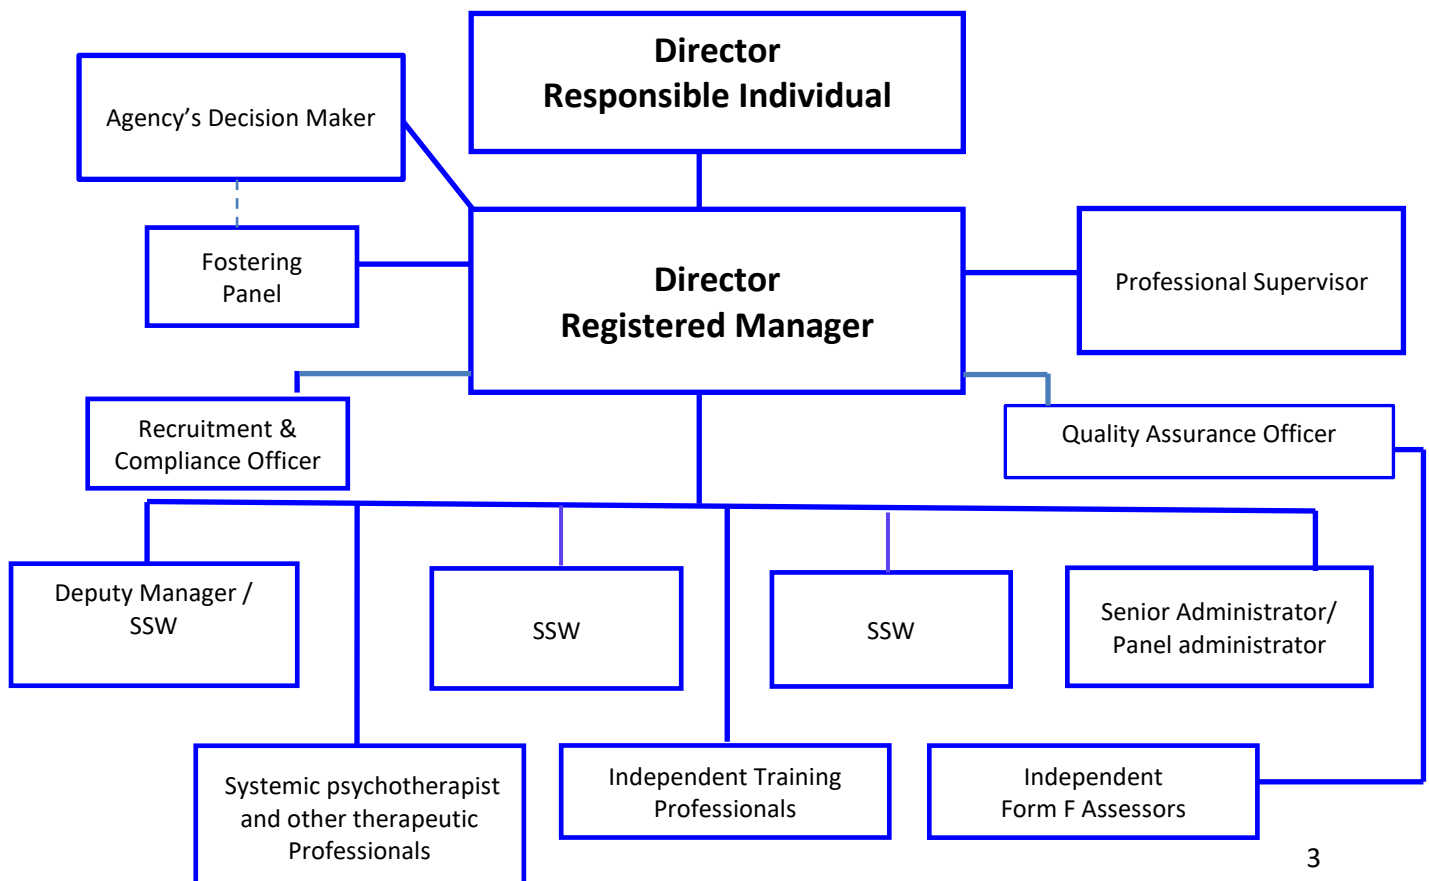 Director
Responsible Individual
Agency’s Decision Maker
Fostering
Panel
Director
Registered Manager
Professional Supervisor
Recruitment &
Compliance Officer
Quality Assurance Officer
Deputy Manager /
SSW
SSW
SSW
Senior Administrator/
Panel administrator
Systemic psychotherapist
and other therapeutic
Professionals
Independent Training
Professionals
Independent
Form F Assessors
3